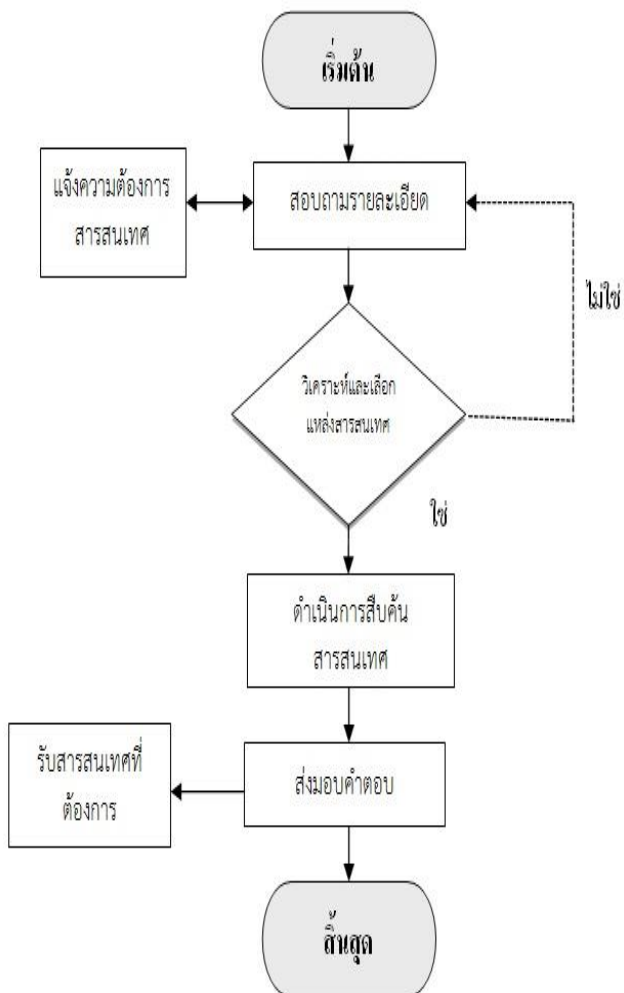 เริ่มต้น
แจ้งความต้องการ
สารสนเทศ
สอบถามรายละเอียด
ไม่ใช่
วิเคราะห์และเลือก
แหล่งสารสนเทศ
ใช่
ดำเนินการสืบค้น
สารสนเทศ
รับสารสนเทศที่
ต้องการ
ส่งมอบคำตอบ
สิ้นสุด